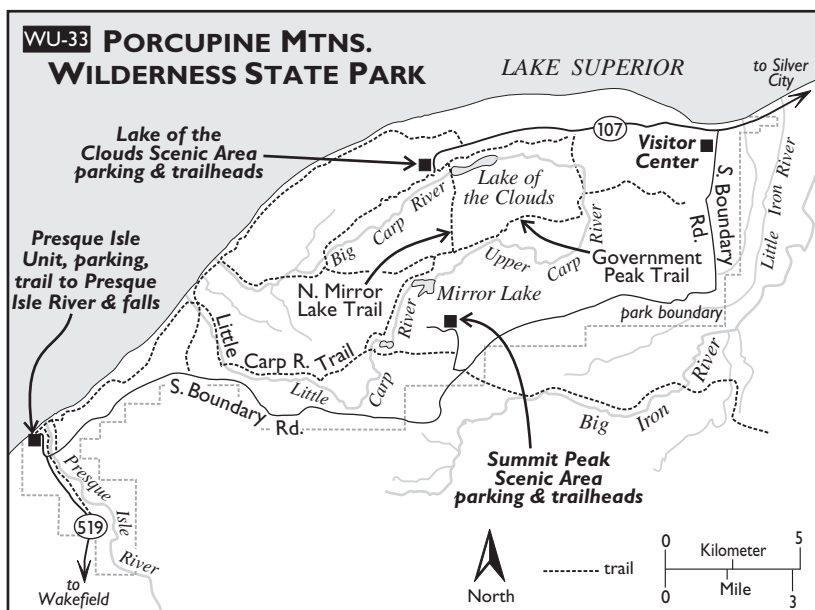 WU-33 PORCUPINE MTNS.
WILDERNESS STATE PARK
LAKE SUPERIOR
to Silver
City
107
Visitor
Center
Lake of the
Clouds Scenic Area
parking & trailheads
Lake of
the Clouds
Big Carp River
S. Boundary
Rd.
Little Iron River
Presque Isle
Unit, parking,
trail to Presque
Isle River & falls
N. Mirror
Lake Trail
Upper
Carp
River
Government
Peak Trail
Mirror Lake
park boundary
Little
Carp R. Trail
River
Carp
Little
S. Boundary
Rd.
Big Iron River
Summit Peak
Scenic Area
parking & trailheads
Presque Isle River
519
to
Wakefield
North
trail
0 5
Kilometer
Mile
0 3